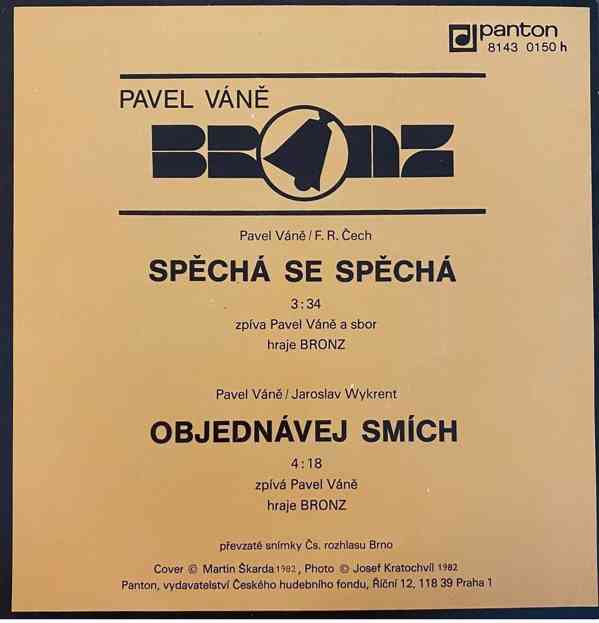 panton
8143 0150 h
PAVEL VÁNĚ
BRONZ
Pavel Váně / F. R. Čech
SPĚCHÁ SE SPĚCHÁ
3:34
zpíva Pavel Váně a sbor
hraje BRONZ
Pavel Váně / Jaroslav Wykrent
OBJEDNÁVEJ SMÍCH
4:18
zpívá Pavel Váně
hraje BRONZ
převzaté snímky Čs. rozhlasu Brno
Cover © Martin Škarda 1982, Photo © Josef Kratochvíl 1982
Panton, vydavatelství Českého hudebního fondu, Říční 12, 118 39 Praha 1